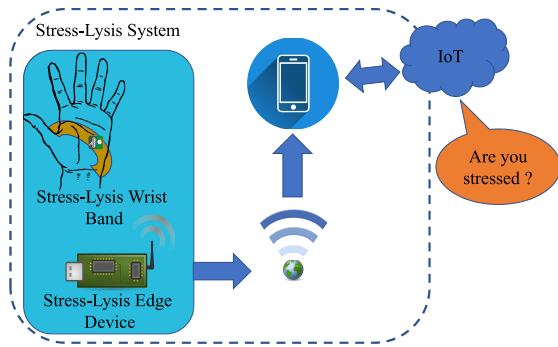 Stress-Lysis System
IoT
Are you
stressed ?
Stress-Lysis Wrist
Band
Stress-Lysis Edge
Device